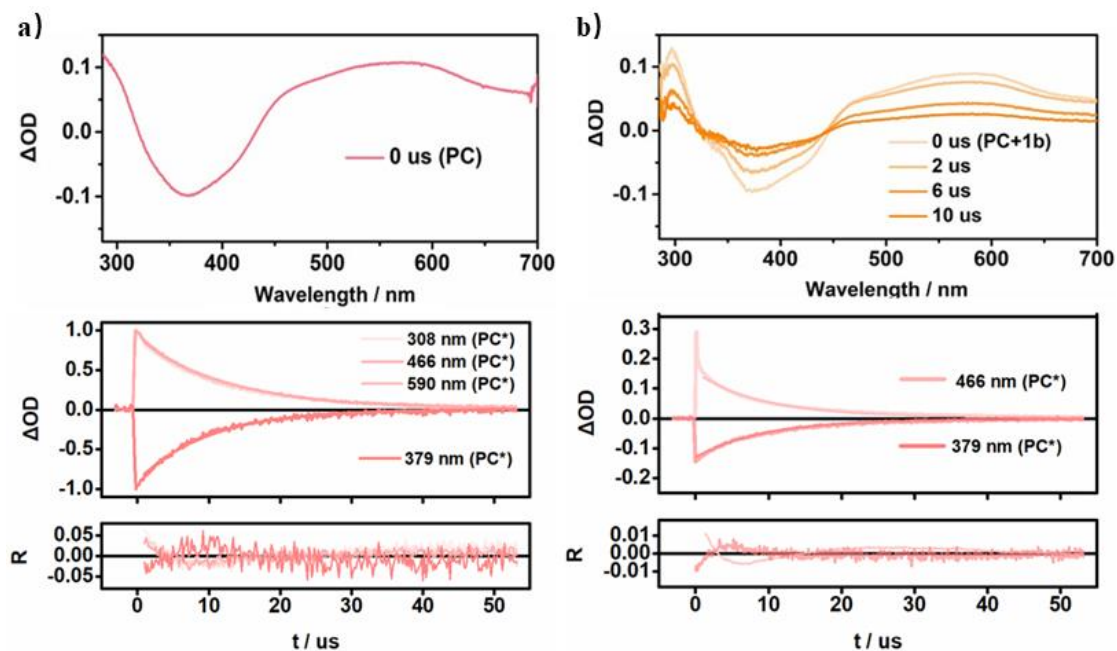 a)
0.1
0.0
-0.1
ΔOD
0 us (PC)
300 400 500 600 700
Wavelength / nm
1.0
0.5
0.0
-0.5
-1.0
ΔOD
308 nm (PC*)
466 nm (PC*)
590 nm (PC*)
379 nm (PC*)
0.05
0.00
-0.05
R
0 10 20 30 40 50
t / us
b)
0.1
0.0
-0.1
ΔOD
0 us (PC+1b)
2 us
6 us
10 us
300 400 500 600 700
Wavelength / nm
0.3
0.2
0.1
0.0
-0.1
-0.2
ΔOD
466 nm (PC*)
379 nm (PC*)
0.01
0.00
-0.01
R
0 10 20 30 40 50
t / us